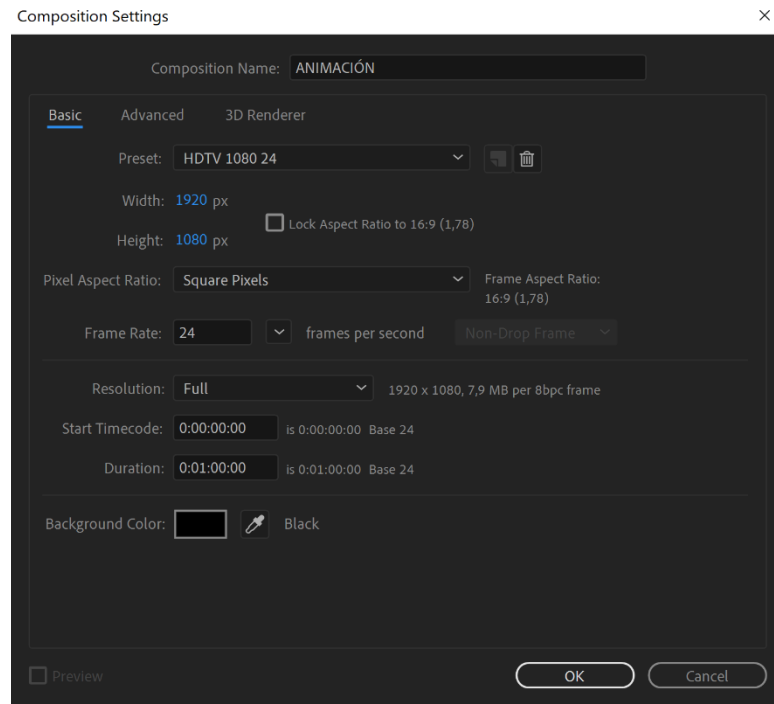 Composition Settings
Composition Name: ANIMACIÓN
Basic Advanced 3D Renderer
Preset: HDTV 1080 24
Width: 1920 px
Lock Aspect Ratio to 16:9 (1,78)
Height: 1080 px
Pixel Aspect Ratio: Square Pixels Frame Aspect Ratio:
16:9 (1,78)
Frame Rate: 24 frames per second Non-Drop Frame
Resolution: Full 1920 x 1080, 7,9 MB per 8bpc frame
Start Timecode: 0:00:00:00 is 0:00:00:00 Base 24
Duration: 0:01:00:00 is 0:01:00:00 Base 24
Background Color: Black
Preview OK Cancel